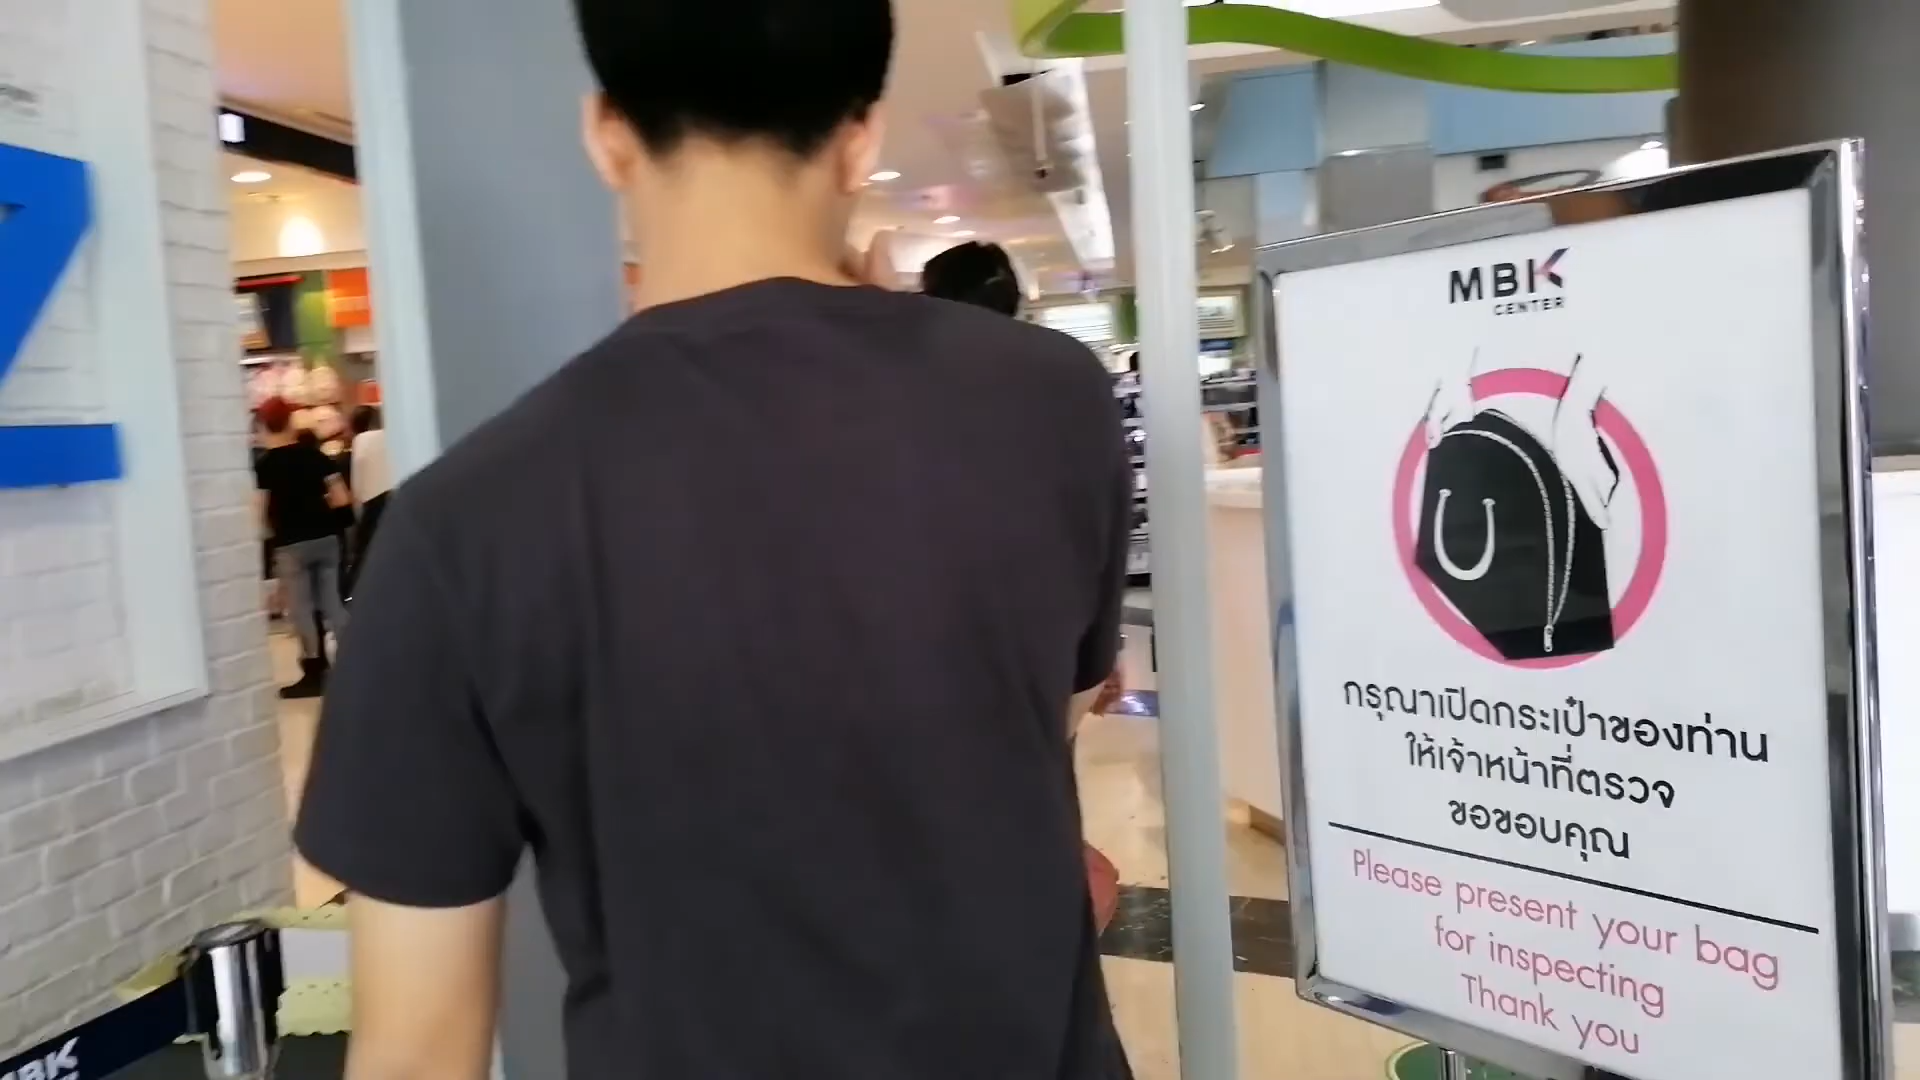 MBK
CENTER
กรุณาเปิดกระเป๋าของท่าน
ให้เจ้าหน้าที่ตรวจ
ขอขอบคุณ
Please present your bag
for inspecting
Thank you
Z
MBK